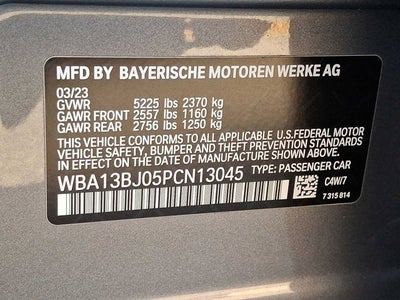 MFD BY BAYERISCHE MOTOREN WERKE AG
03/23
GVWR 5225 lbs 2370 kg
GAWR FRONT 2557 lbs 1160 kg
GAWR REAR 2756 lbs 1250 kg
THIS VEHICLE CONFORMS TO ALL APPLICABLE U.S.FEDERAL MOTOR
VEHICLE SAFETY, BUMPER AND THEFT PREVENTION STANDARDS
IN EFFECT ON THE DATE OF MANUFACTURE SHOWN ABOVE.
WBA13BJ05PCN13045 TYPE: PASSENGER CAR
C4W/7
7 315 814